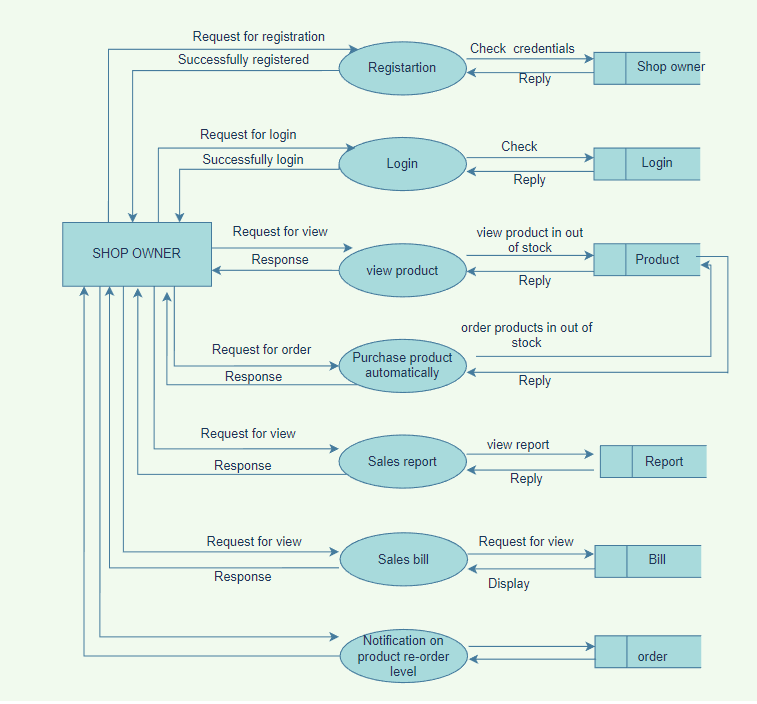 Request for registration
Successfully registered
Registartion
Check credentials
Reply
Shop owner
Request for login
Successfully login
Login
Check
Reply
Login
SHOP OWNER
Request for view
Response
view product
view product in out
of stock
Reply
Product
Request for order
Response
Purchase product
automatically
order products in out of
stock
Reply
Request for view
Response
Sales report
view report
Reply
Report
Request for view
Response
Sales bill
Request for view
Display
Bill
Notification on
product re-order
level
order